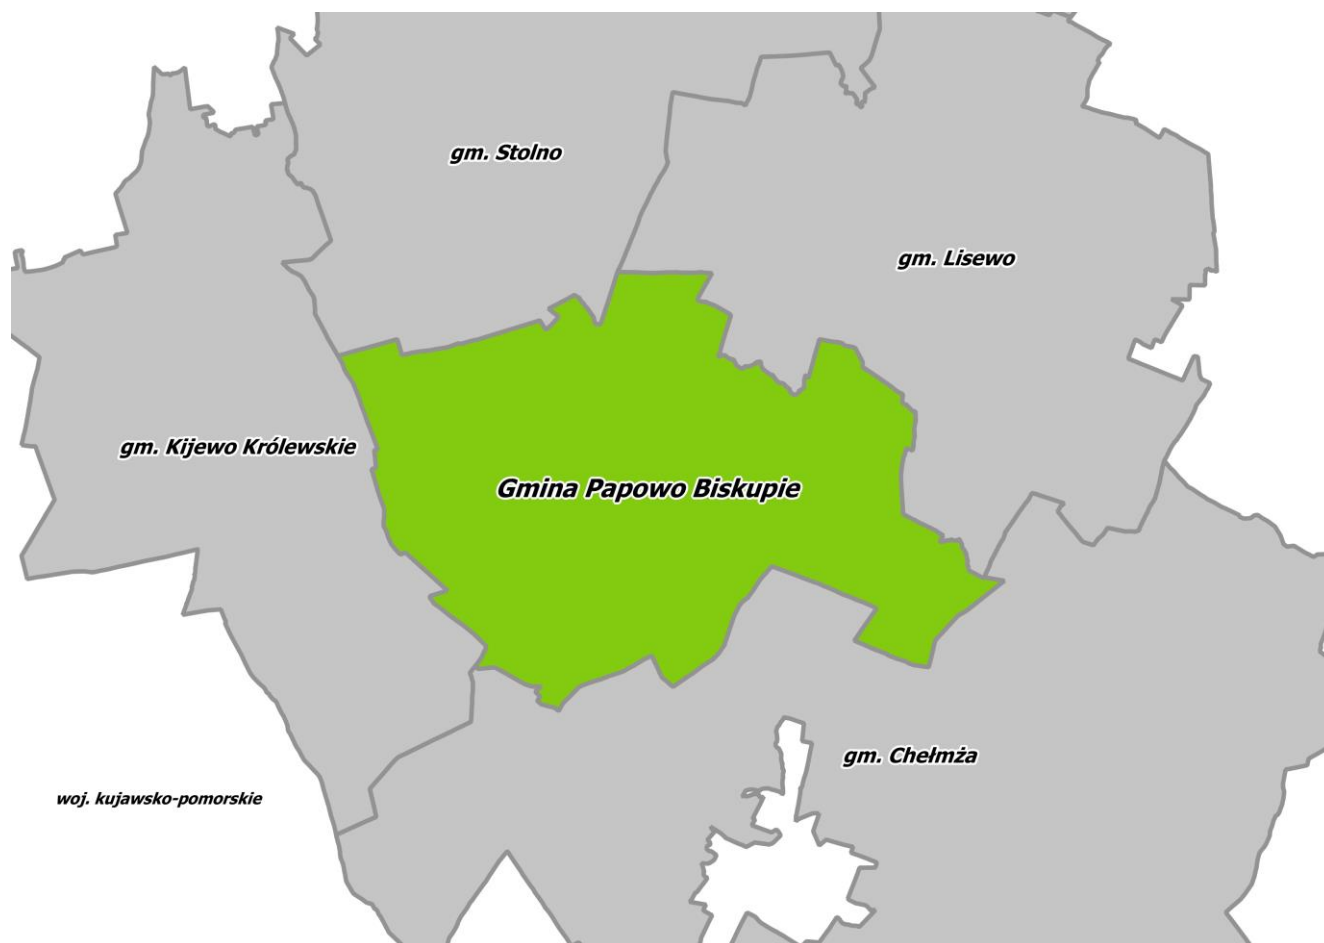 gm. Stolno
gm. Lisewo
gm. Kijewo Królewskie
Gmina Papowo Biskupie
gm. Chełmża
woj. kujawsko-pomorskie